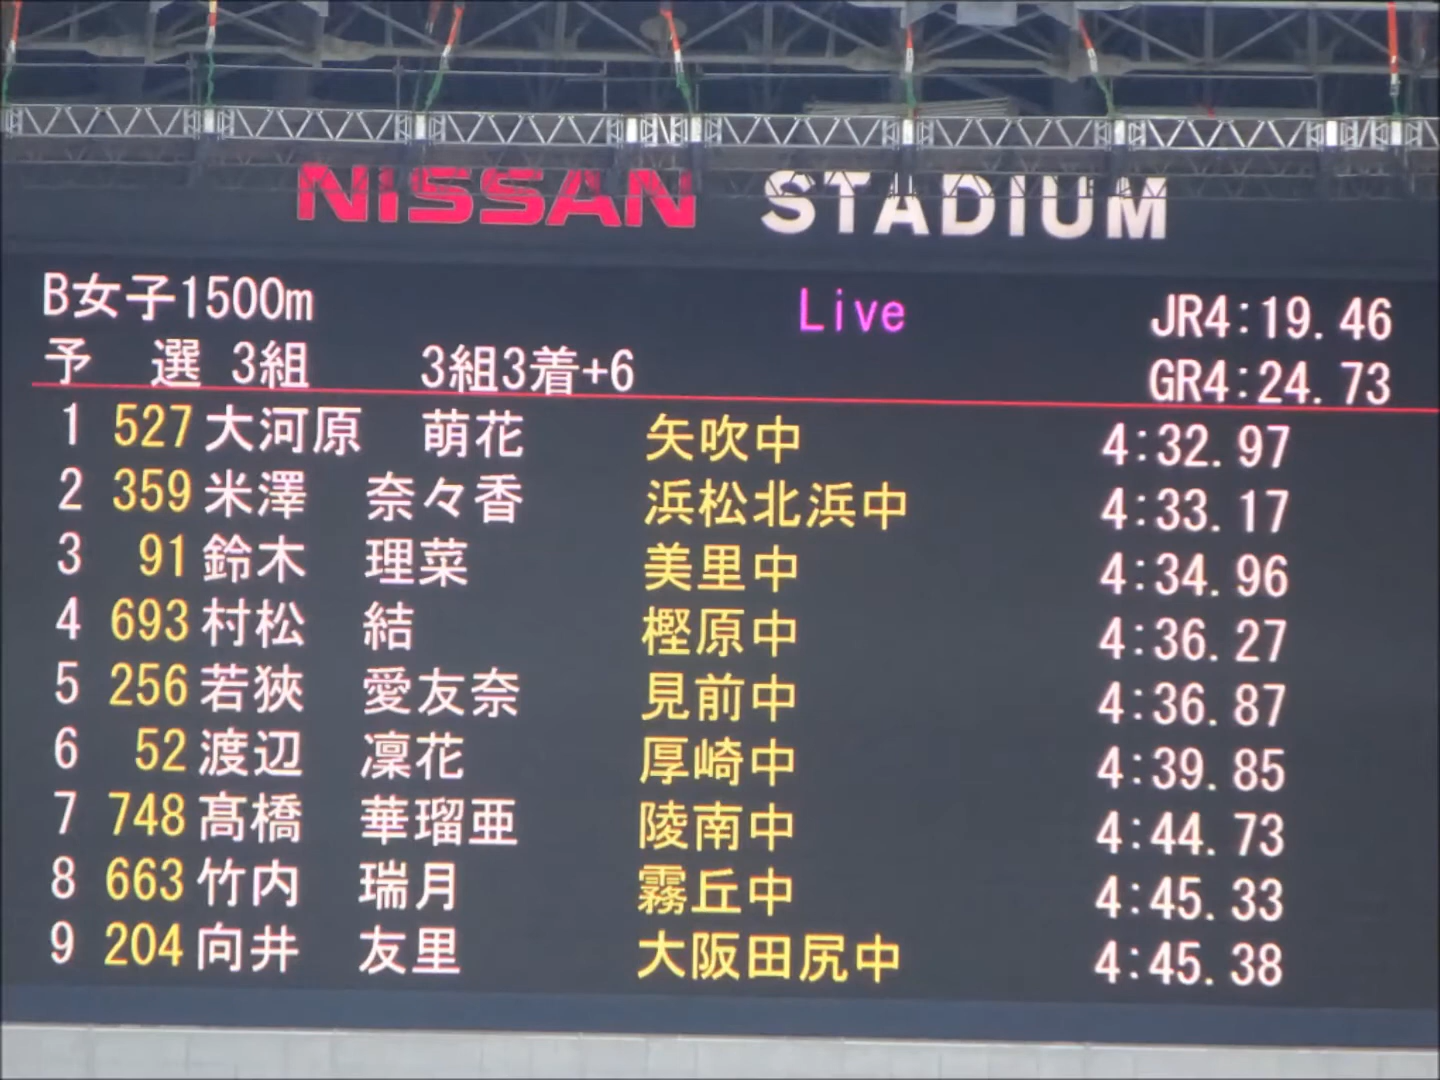 NISSAN STADIUM
B女子1500m Live JR4:19.46
予 選 3組 3組3着+6 GR4:24.73
1 527 大河原 萌花 矢吹中 4:32.97
2 359 米澤 奈々香 浜松北浜中 4:33.17
3 91 鈴木 理菜 美里中 4:34.96
4 693 村松 結 樫原中 4:36.27
5 256 若狹 愛友奈 見前中 4:36.87
6 52 渡辺 凜花 厚崎中 4:39.85
7 748 髙橋 華瑠亜 陵南中 4:44.73
8 663 竹内 瑞月 霧丘中 4:45.33
9 204 向井 友里 大阪田尻中 4:45.38